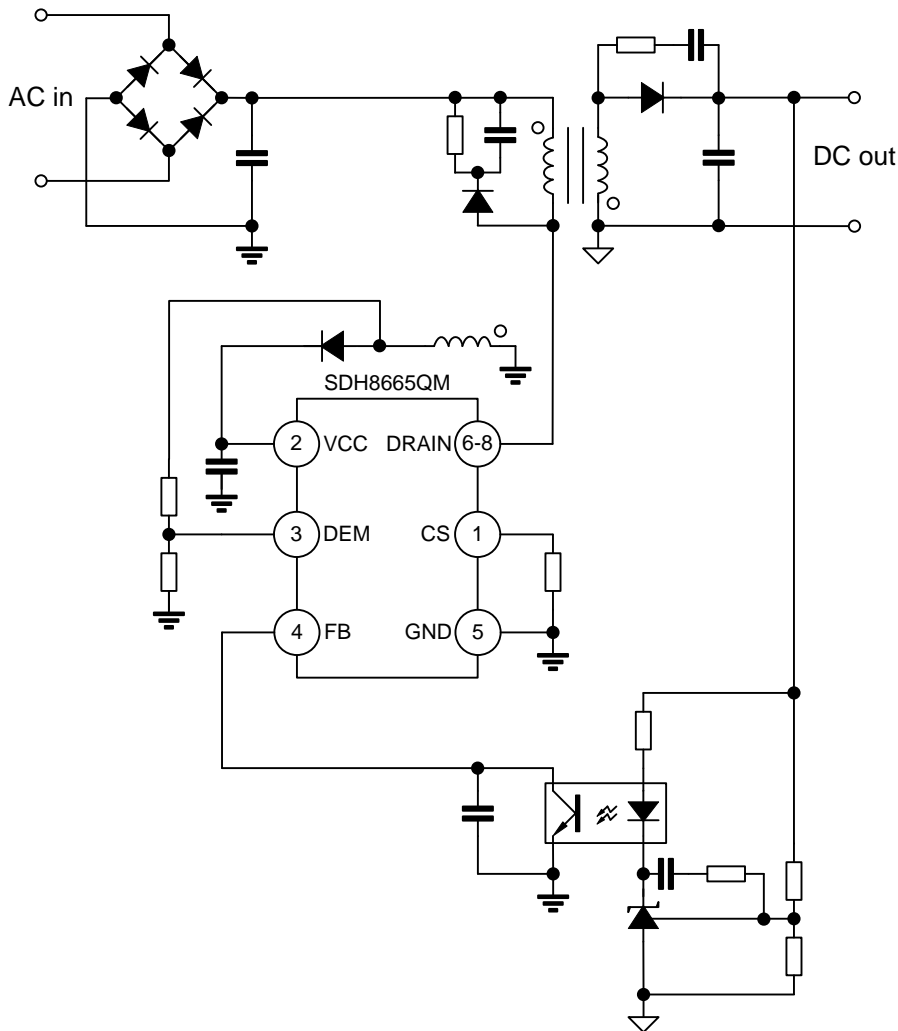 AC in
DC out
SDH8665QM
2 VCC DRAIN 6-8
3 DEM CS 1
4 FB GND 5